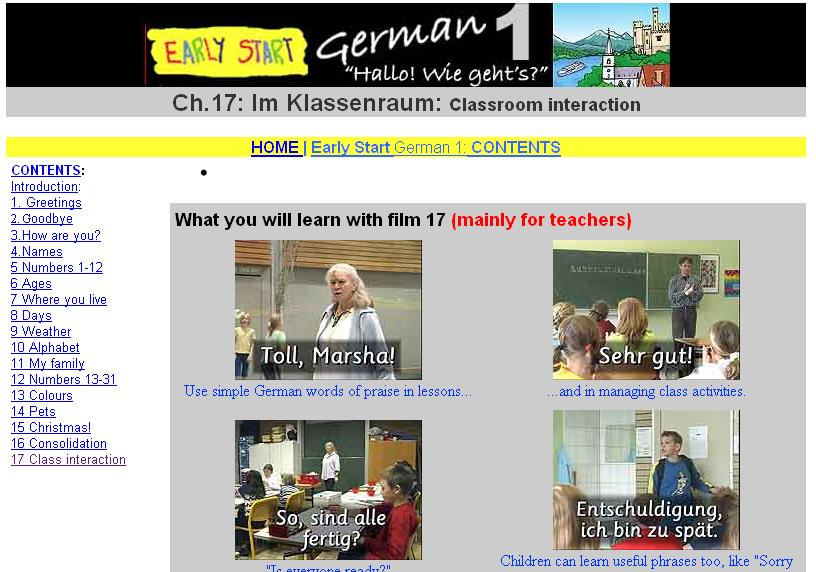 EARLY START German 1
"Hallo! Wie geht's?"
Ch.17: Im Klassenraum: Classroom interaction
HOME | Early Start German 1: CONTENTS
CONTENTS:
Introduction:
1. Greetings
2.Goodbye
3.How are you?
4.Names
5 Numbers 1-12
6 Ages
7 Where you live
8 Days
9 Weather
10 Alphabet
11 My family
12 Numbers 13-31
13 Colours
14 Pets
15 Christmas!
16 Consolidation
17 Class interaction
What you will learn with film 17 (mainly for teachers)
Toll, Marsha!
Use simple German words of praise in lessons...
Sehr gut!
...and in managing class activities.
So, sind alle
fertig?
"Is everyone ready?"
Entschuldigung,
ich bin zu spät.
Children can learn useful phrases too, like "Sorry